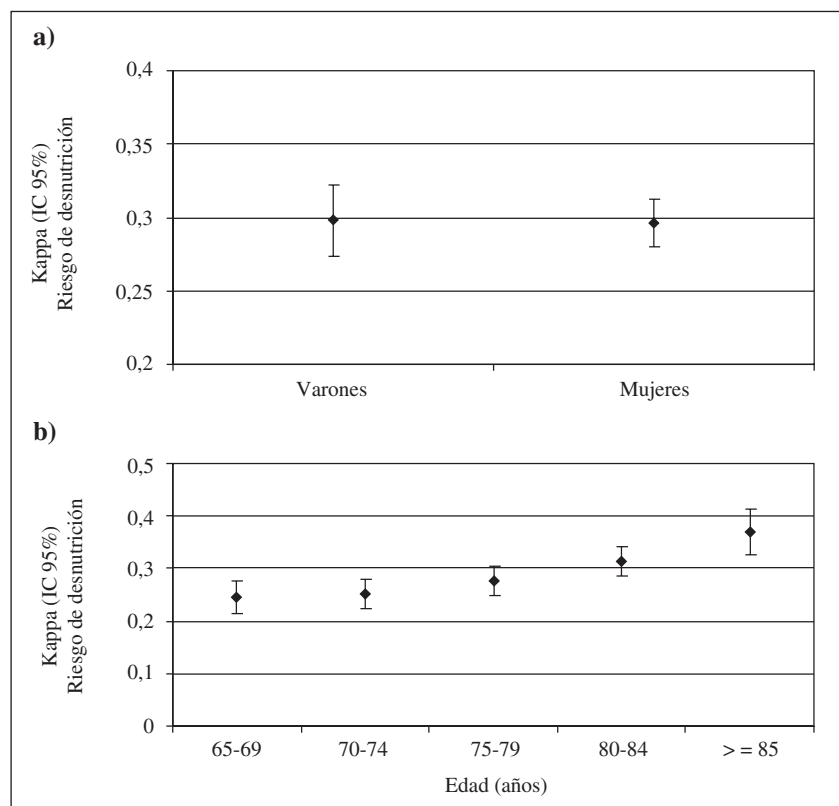 a)
Kappa (IC 95%)
Riesgo de desnutrición
0,4
0,35
0,3
0,25
0,2
Varones
Mujeres
b)
Kappa (IC 95%)
Riesgo de desnutrición
0,5
0,4
0,3
0,2
0,1
0
65-69
70-74
75-79
80-84
> = 85
Edad (años)